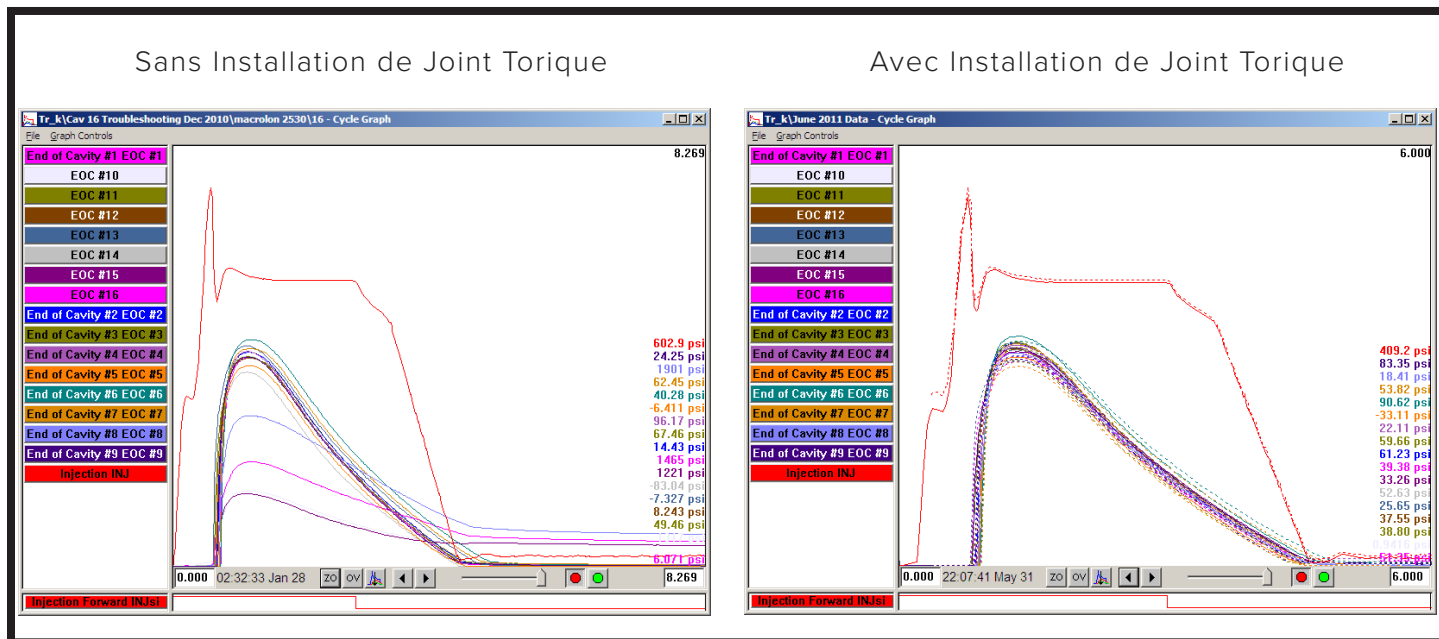 Sans Installation de Joint Torique
Tr_k\Cav 16 Troubleshooting Dec 2010\macrolon 2530\16 - Cycle Graph
File Graph Controls
End of Cavity #1 EOC #1
EOC #10
EOC #11
EOC #12
EOC #13
EOC #14
EOC #15
EOC #16
End of Cavity #2 EOC #2
End of Cavity #3 EOC #3
End of Cavity #4 EOC #4
End of Cavity #5 EOC #5
End of Cavity #6 EOC #6
End of Cavity #7 EOC #7
End of Cavity #8 EOC #8
End of Cavity #9 EOC #9
Injection INJ
8.269
602.9 psi
24.25 psi
1901 psi
62.45 psi
40.28 psi
-6.411 psi
96.17 psi
67.46 psi
14.43 psi
1465 psi
1221 psi
-83.04 psi
-7.327 psi
8.243 psi
49.46 psi
6.071 psi
0.000 02:32:33 Jan 28 ZO OV 8.269
Injection Forward INJsi
Avec Installation de Joint Torique
Tr_k\June 2011 Data - Cycle Graph
File Graph Controls
End of Cavity #1 EOC #1
EOC #10
EOC #11
EOC #12
EOC #13
EOC #14
EOC #15
EOC #16
End of Cavity #2 EOC #2
End of Cavity #3 EOC #3
End of Cavity #4 EOC #4
End of Cavity #5 EOC #5
End of Cavity #6 EOC #6
End of Cavity #7 EOC #7
End of Cavity #8 EOC #8
End of Cavity #9 EOC #9
Injection INJ
6.000
409.2 psi
83.35 psi
18.41 psi
53.82 psi
90.62 psi
-33.11 psi
22.11 psi
59.66 psi
61.23 psi
39.38 psi
33.26 psi
52.63 psi
25.65 psi
37.55 psi
38.80 psi
0.000 22:07:41 May 31 ZO OV 6.000
Injection Forward INJsi